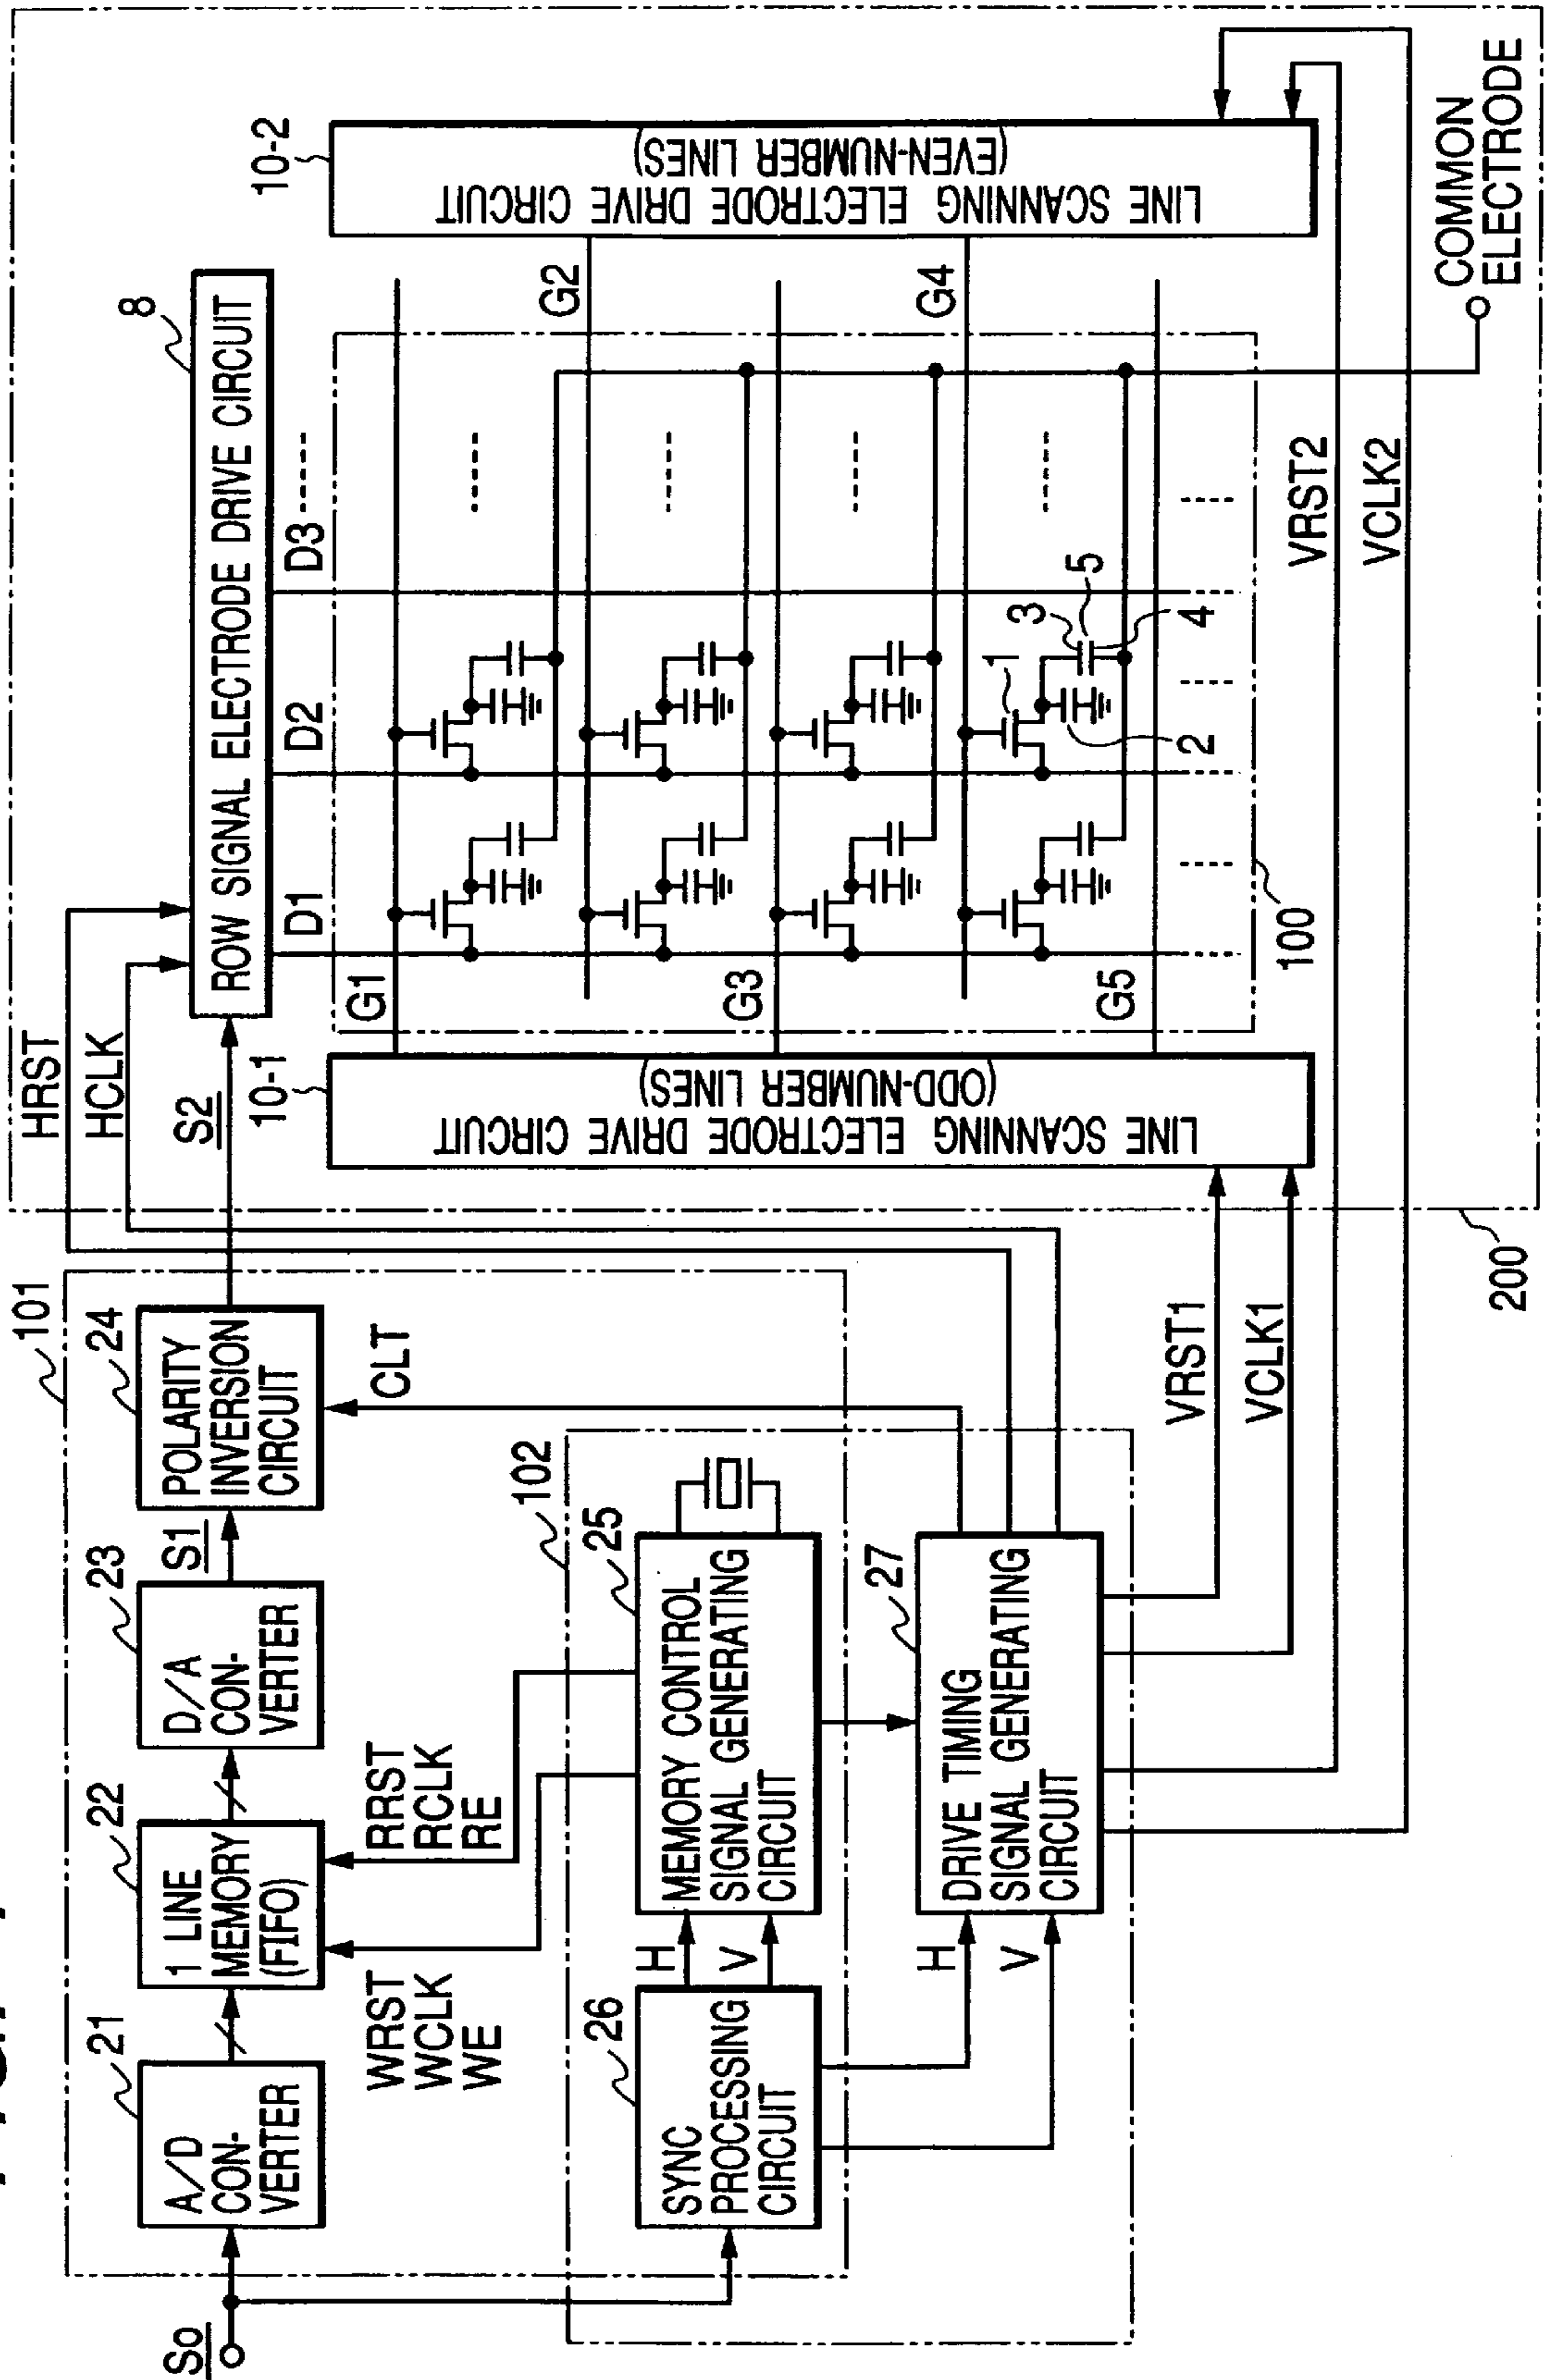 So
101
21
A/D
CON-
VERTER
22
1 LINE
MEMORY
(FIFO)
23
D/A
CON-
VERTER
S1
24
POLARITY
INVERSION
CIRCUIT
S2
HRST
HCLK
WRST
WCLK
WE
RRST
RCLK
RE
CLT
102
26
SYNC
PROCESSING
CIRCUIT
H
V
25
MEMORY CONTROL
SIGNAL GENERATING
CIRCUIT
H
V
27
DRIVE TIMING
SIGNAL GENERATING
CIRCUIT
VRST1
VCLK1
VRST2
VCLK2
200
8
ROW SIGNAL ELECTRODE DRIVE CIRCUIT
10-1
LINE SCANNING ELECTRODE DRIVE CIRCUIT
(ODD-NUMBER LINES)
10-2
LINE SCANNING ELECTRODE DRIVE CIRCUIT
(EVEN-NUMBER LINES)
D1
D2
D3
G1
G2
G3
G4
G5
1
2
3
5
4
100
COMMON
ELECTRODE